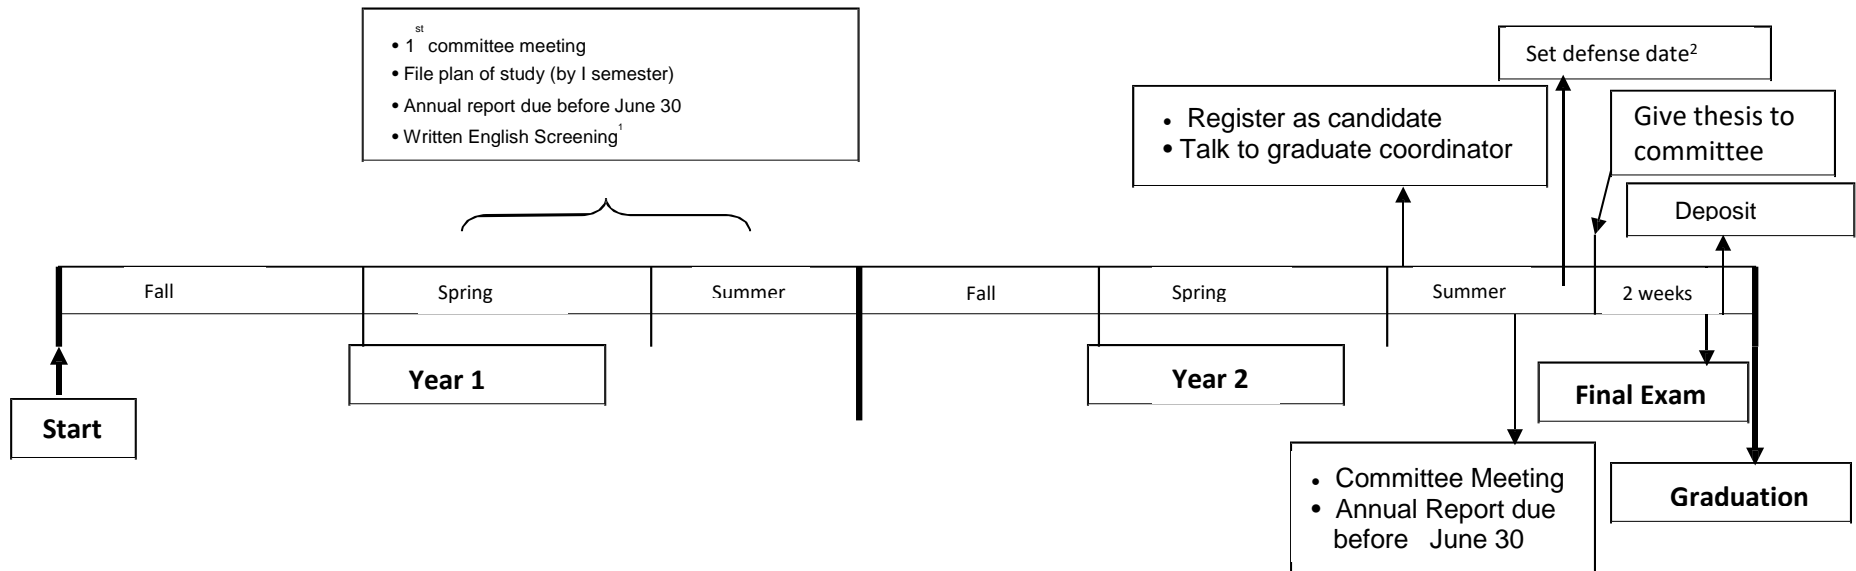 • 1st committee meeting
• File plan of study (by I semester)
• Annual report due before June 30
• Written English Screening1
Set defense date2
• Register as candidate
• Talk to graduate coordinator
Give thesis to
committee
Deposit
Fall
Spring
Summer
Fall
Spring
Summer
2 weeks
Year 1
Year 2
Final Exam
Start
• Committee Meeting
• Annual Report due
before June 30
Graduation